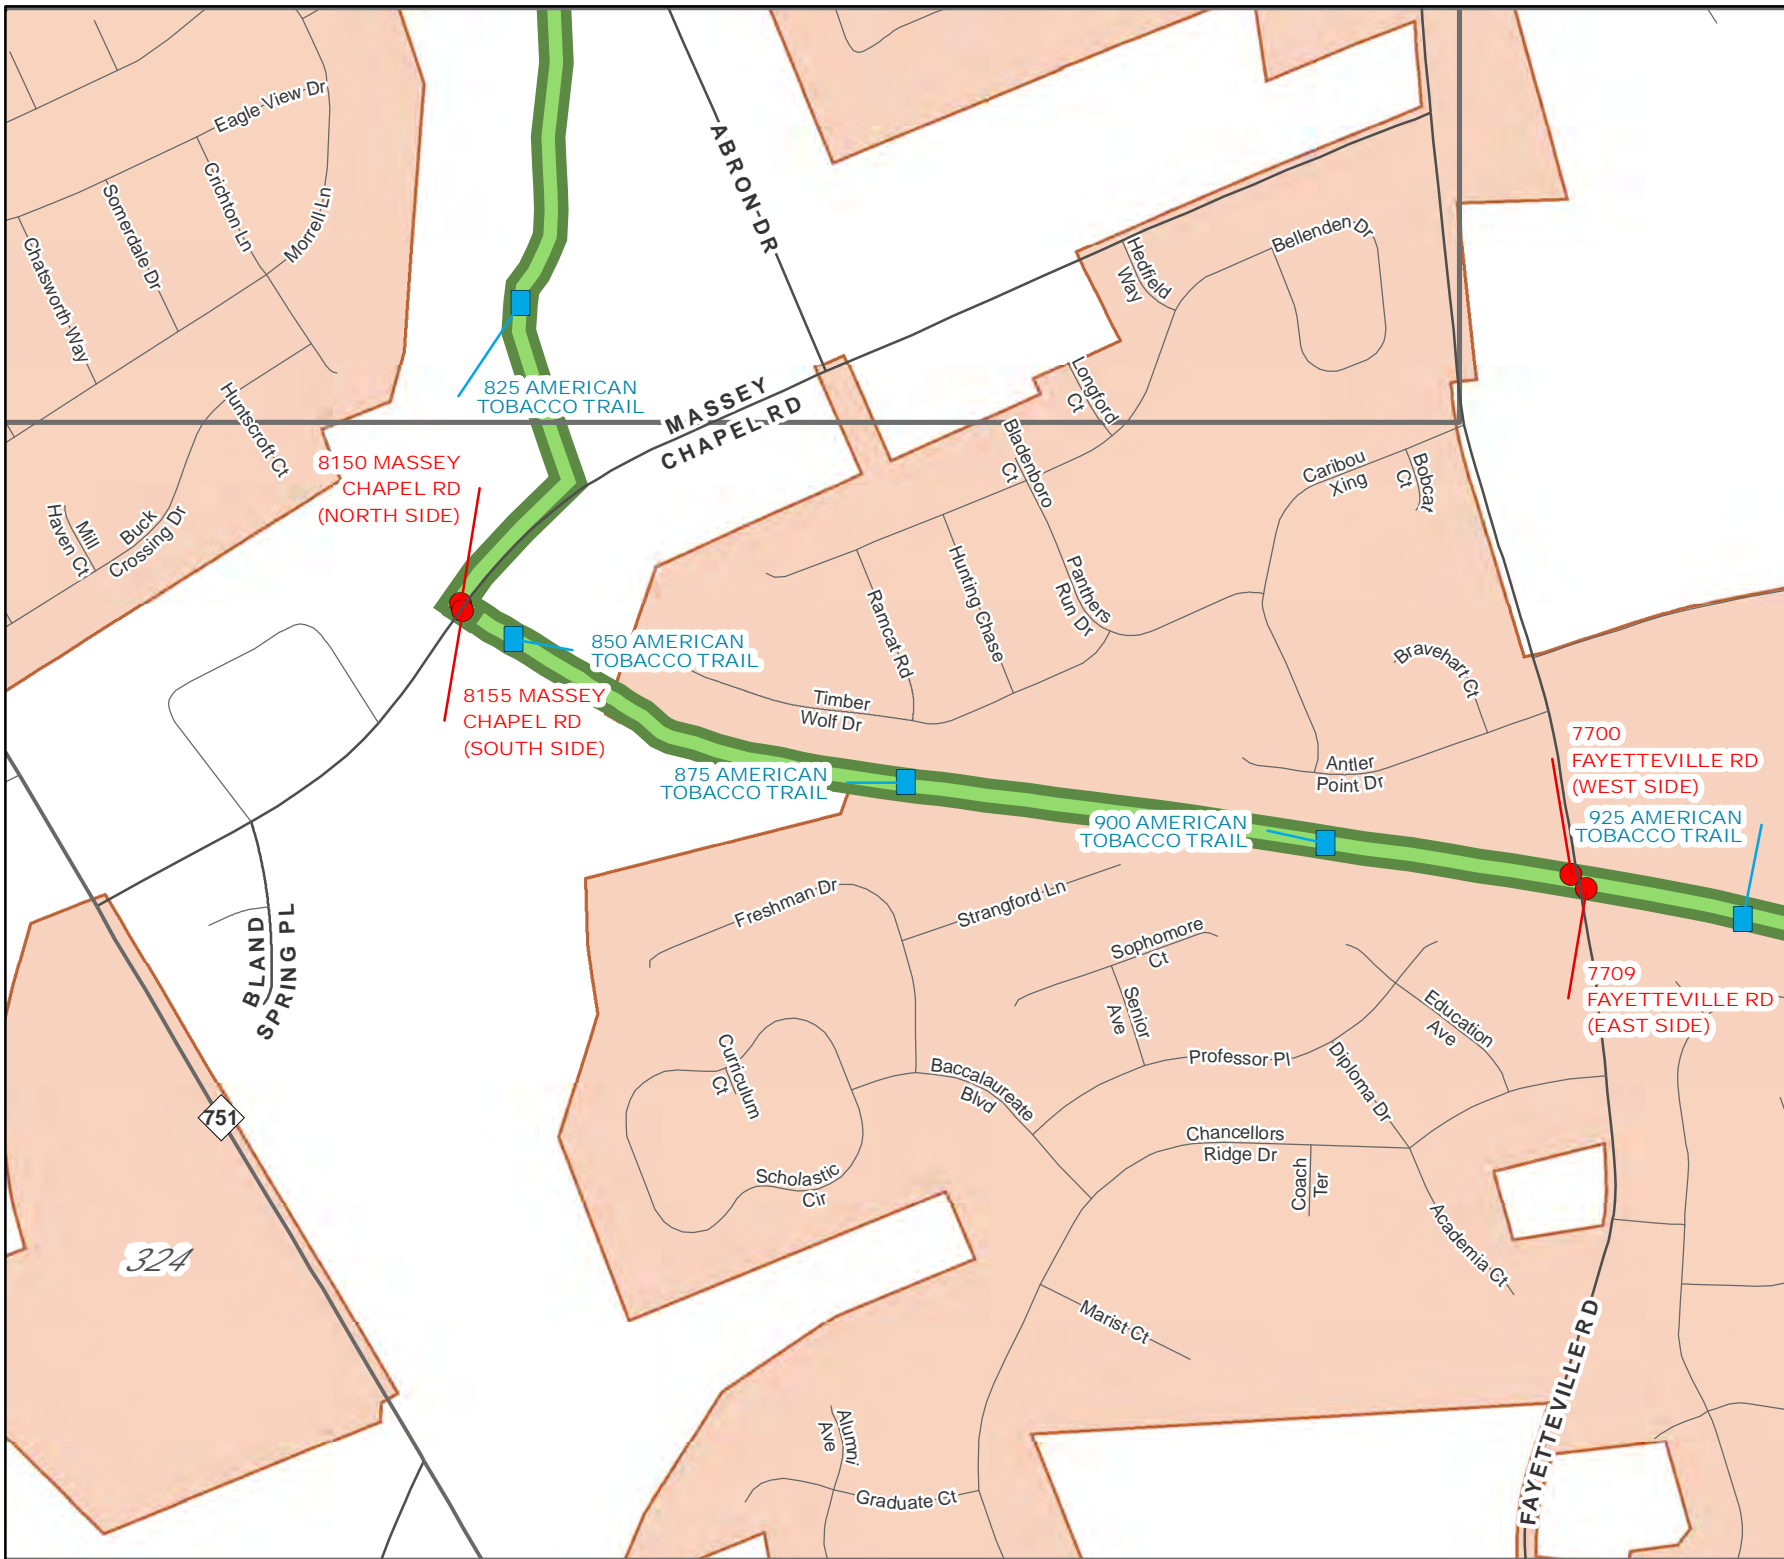 Eagle View Dr
Crichton Ln
Somerdale Dr
Morrell Ln
Chatsworth Way
ABRON DR
Hedfield
Way
Bellenden Dr
825 AMERICAN
TOBACCO TRAIL
MASSEY
CHAPEL RD
Longford
Ct
Huntscroft Ct
Bladenboro
Ct
8150 MASSEY
CHAPEL RD
(NORTH SIDE)
Caribou
Xing
Bobcat
Ct
Mill
Haven Ct
Buck
Crossing Dr
Hunting Chase
Panthers
Run Dr
Ramcat Rd
850 AMERICAN
TOBACCO TRAIL
Bravehart Ct
8155 MASSEY
CHAPEL RD
(SOUTH SIDE)
Timber
Wolf Dr
7700
FAYETTEVILLE RD
(WEST SIDE)
875 AMERICAN
TOBACCO TRAIL
Antler
Point Dr
900 AMERICAN
TOBACCO TRAIL
925 AMERICAN
TOBACCO TRAIL
Freshman Dr
Strangford Ln
BLAND
SPRING PL
Sophomore
Ct
7709
FAYETTEVILLE RD
(EAST SIDE)
Senior
Ave
Education
Ave
Curriculum
Ct
Baccalaureate
Blvd
Professor Pl
Diploma Dr
751
Chancellors
Ridge Dr
Scholastic
Cir
Coach
Ter
Academia Ct
324
Marist Ct
FAYETTEVILLE RD
Alumni
Ave
Graduate Ct